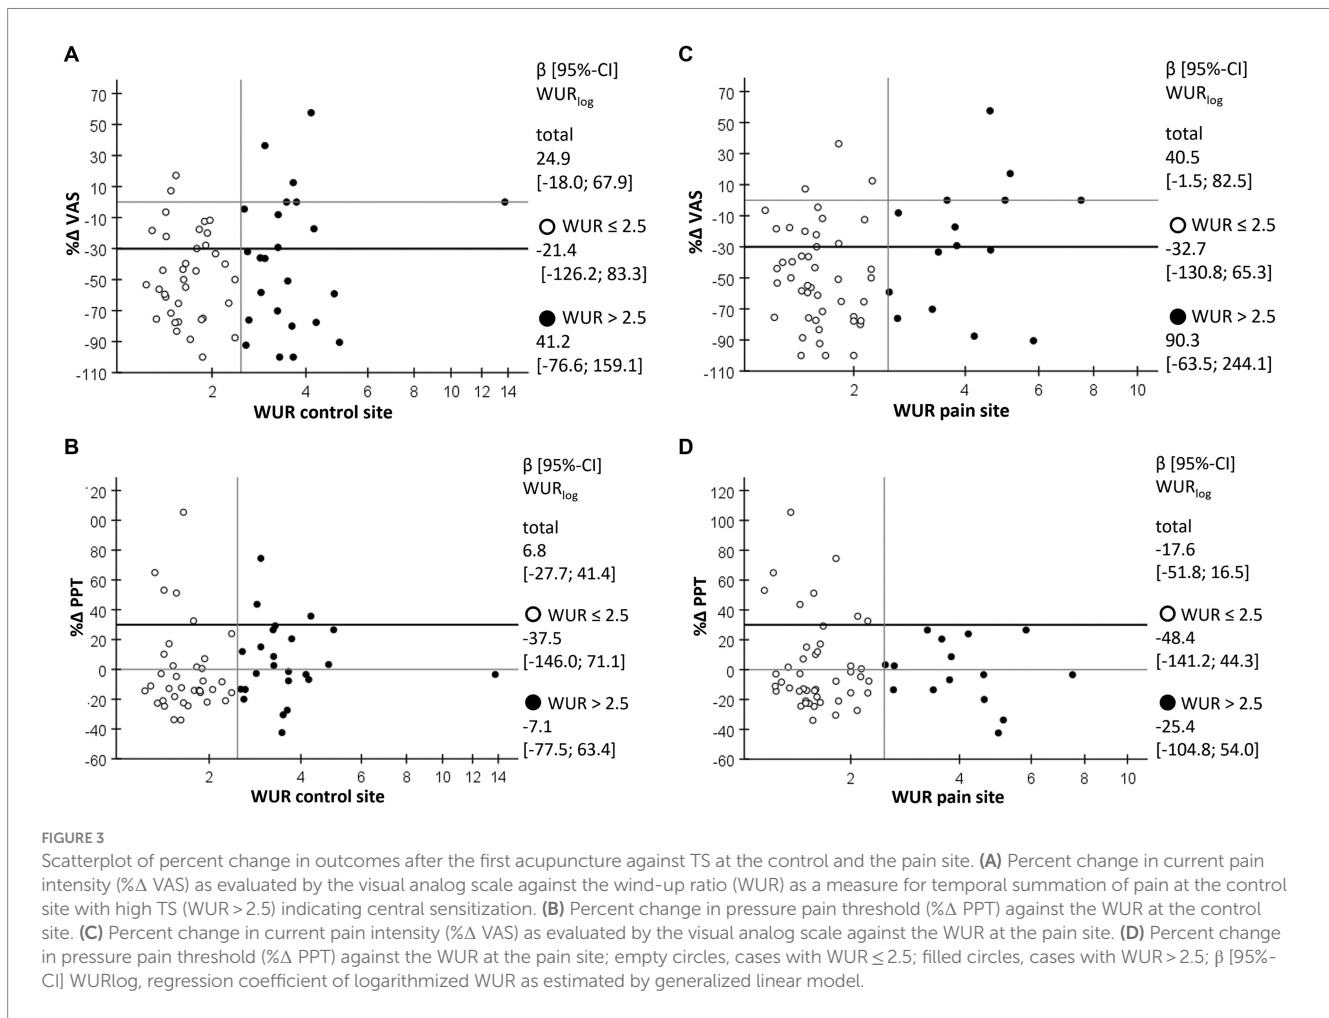 A
β [95%-CI]
WURlog
total
24.9
[-18.0; 67.9]
WUR ≤ 2.5
-21.4
[-126.2; 83.3]
WUR > 2.5
41.2
[-76.6; 159.1]
%Δ VAS
70
50
30
10
-10
-30
-50
-70
-90
-110
2 4 6 8 10 12 14
WUR control site
C
β [95%-CI]
WURlog
total
40.5
[-1.5; 82.5]
WUR ≤ 2.5
-32.7
[-130.8; 65.3]
WUR > 2.5
90.3
[-63.5; 244.1]
%Δ VAS
70
50
30
10
-10
-30
-50
-70
-90
-110
2 4 6 8 10
WUR pain site
B
β [95%-CI]
WURlog
total
6.8
[-27.7; 41.4]
WUR ≤ 2.5
-37.5
[-146.0; 71.1]
WUR > 2.5
-7.1
[-77.5; 63.4]
%Δ PPT
20
00
80
60
40
20
0
-20
-40
-60
2 4 6 8 10 12 14
WUR control site
D
β [95%-CI]
WURlog
total
-17.6
[-51.8; 16.5]
WUR ≤ 2.5
-48.4
[-141.2; 44.3]
WUR > 2.5
-25.4
[-104.8; 54.0]
%Δ PPT
120
100
80
60
40
20
0
-20
-40
-60
2 4 6 8 10
WUR pain site
FIGURE 3
Scatterplot of percent change in outcomes after the first acupuncture against TS at the control and the pain site. (A) Percent change in current pain
intensity (%Δ VAS) as evaluated by the visual analog scale against the wind-up ratio (WUR) as a measure for temporal summation of pain at the control
site with high TS (WUR > 2.5) indicating central sensitization. (B) Percent change in pressure pain threshold (%Δ PPT) against the WUR at the control
site. (C) Percent change in current pain intensity (%Δ VAS) as evaluated by the visual analog scale against the WUR at the pain site. (D) Percent change
in pressure pain threshold (%Δ PPT) against the WUR at the pain site; empty circles, cases with WUR ≤ 2.5; filled circles, cases with WUR > 2.5; β [95%-
CI] WURlog, regression coefficient of logarithmized WUR as estimated by generalized linear model.